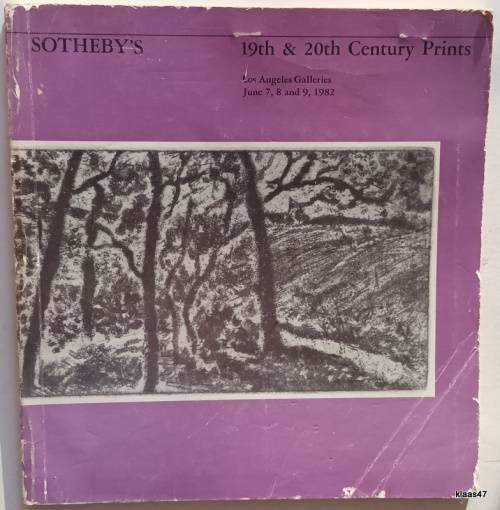 SOTHEBY'S
19th & 20th Century Prints
Los Angeles Galleries
June 7, 8 and 9, 1982
klaas47